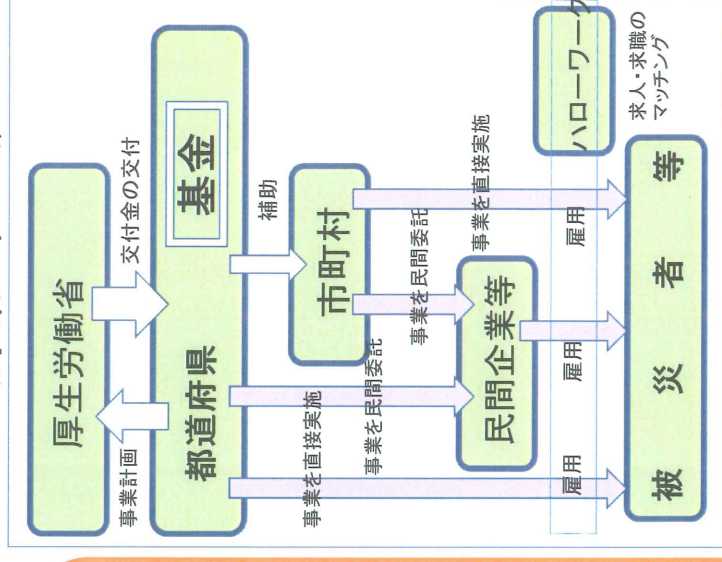 厚生労働省
事業計画
交付金の交付
都道府県
基金
補助
市町村
事業を直接実施
事業を民間委託
事業を民間委託
事業を直接実施
民間企業等
ハローワーク
雇用
雇用
雇用
求人・求職の
マッチング
被災者等